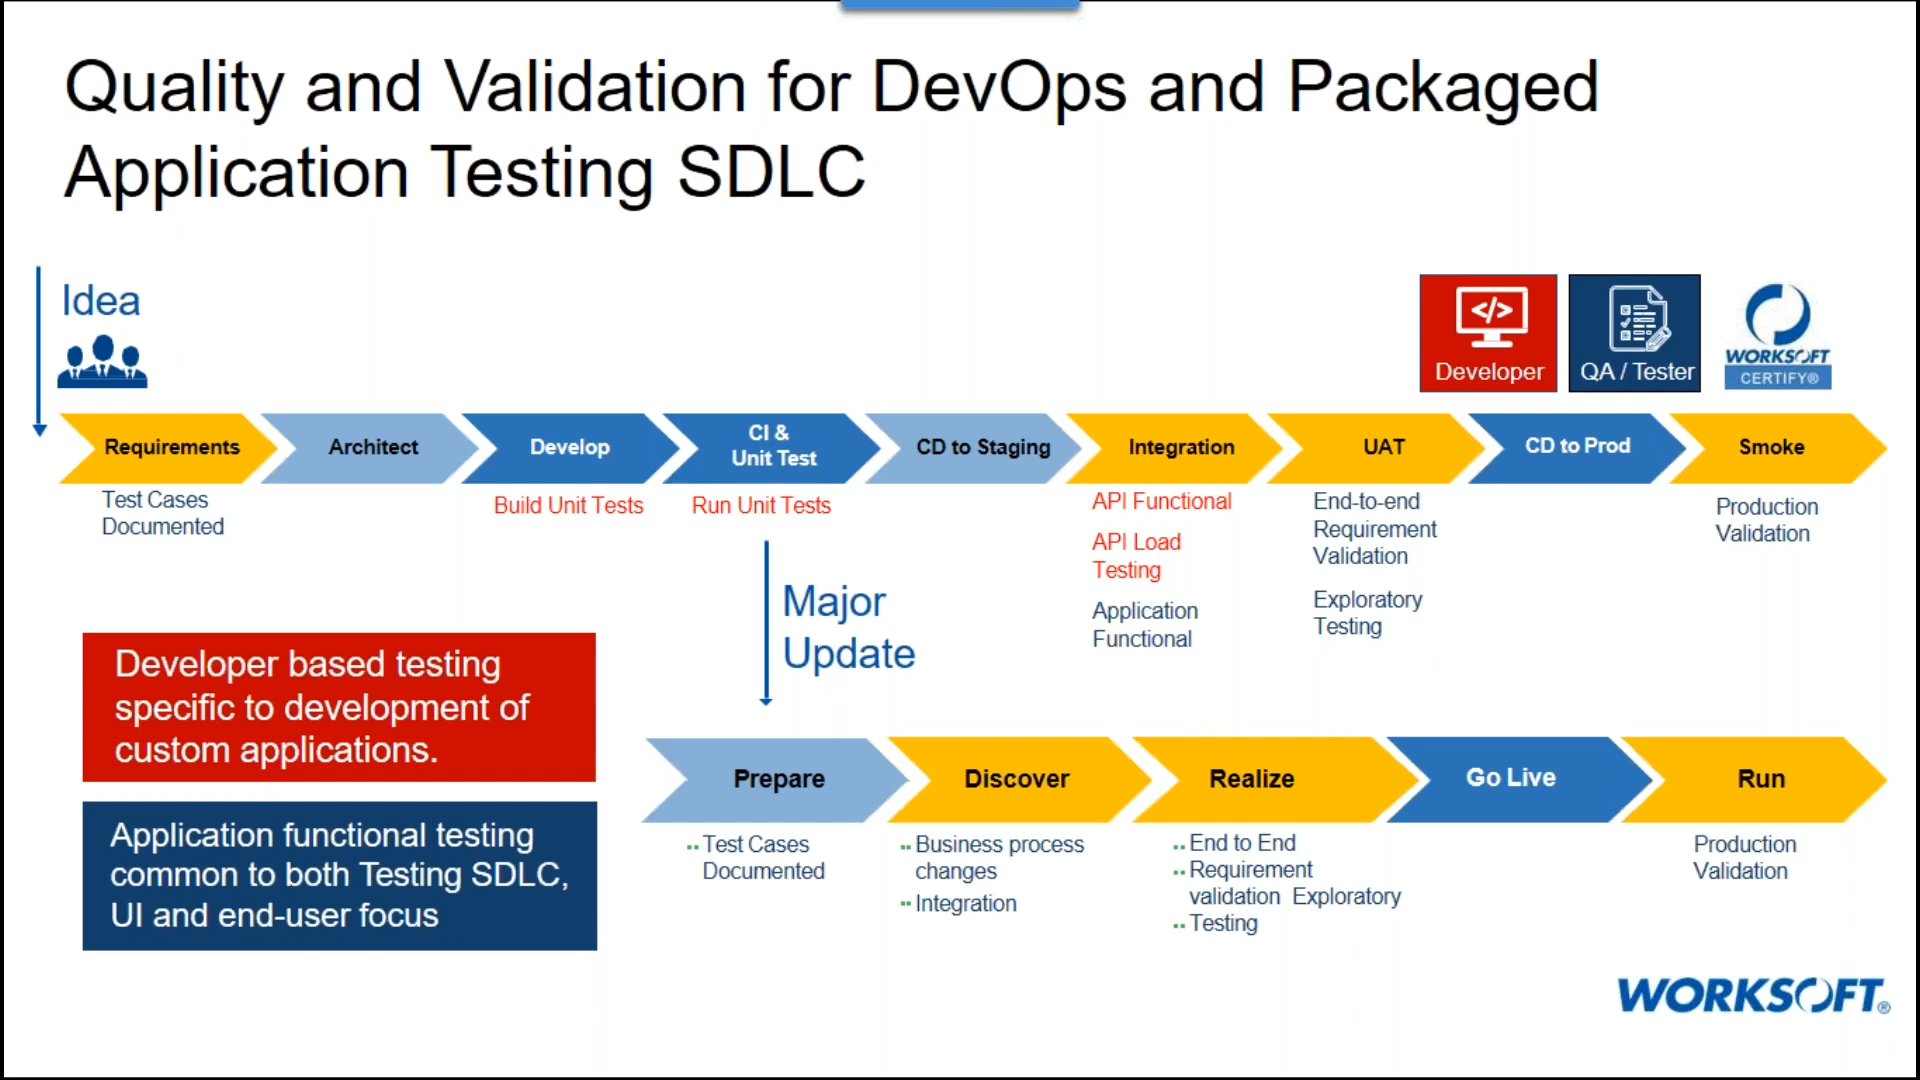 Quality and Validation for DevOps and Packaged
Application Testing SDLC
Idea
Developer
QA / Tester
WORKSOFT
CERTIFY®
Requirements
Architect
Develop
CI &
Unit Test
CD to Staging
Integration
UAT
CD to Prod
Smoke
Test Cases
Documented
Build Unit Tests
Run Unit Tests
API Functional
API Load
Testing
Application
Functional
End-to-end
Requirement
Validation
Exploratory
Testing
Production
Validation
Major
Update
Developer based testing
specific to development of
custom applications.
Application functional testing
common to both Testing SDLC,
UI and end-user focus
Prepare
Discover
Realize
Go Live
Run
Test Cases
Documented
Business process
changes
Integration
End to End
Requirement
validation Exploratory
Testing
Production
Validation
WORKSOFT®